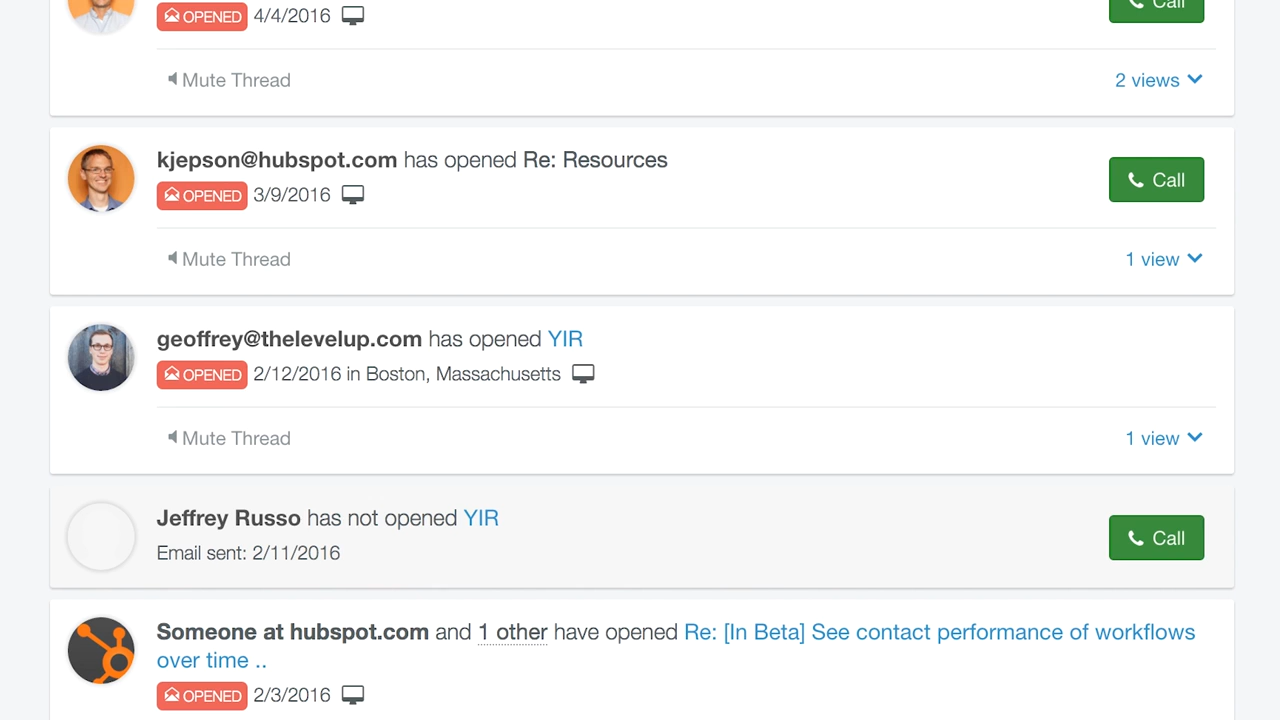 OPENED 4/4/2016
Call
Mute Thread
2 views
kjepson@hubspot.com has opened Re: Resources
OPENED 3/9/2016
Call
Mute Thread
1 view
geoffrey@thelevelup.com has opened YIR
OPENED 2/12/2016 in Boston, Massachusetts
Mute Thread
1 view
Jeffrey Russo has not opened YIR
Email sent: 2/11/2016
Call
Someone at hubspot.com and 1 other have opened Re: [In Beta] See contact performance of workflows
over time ..
OPENED 2/3/2016